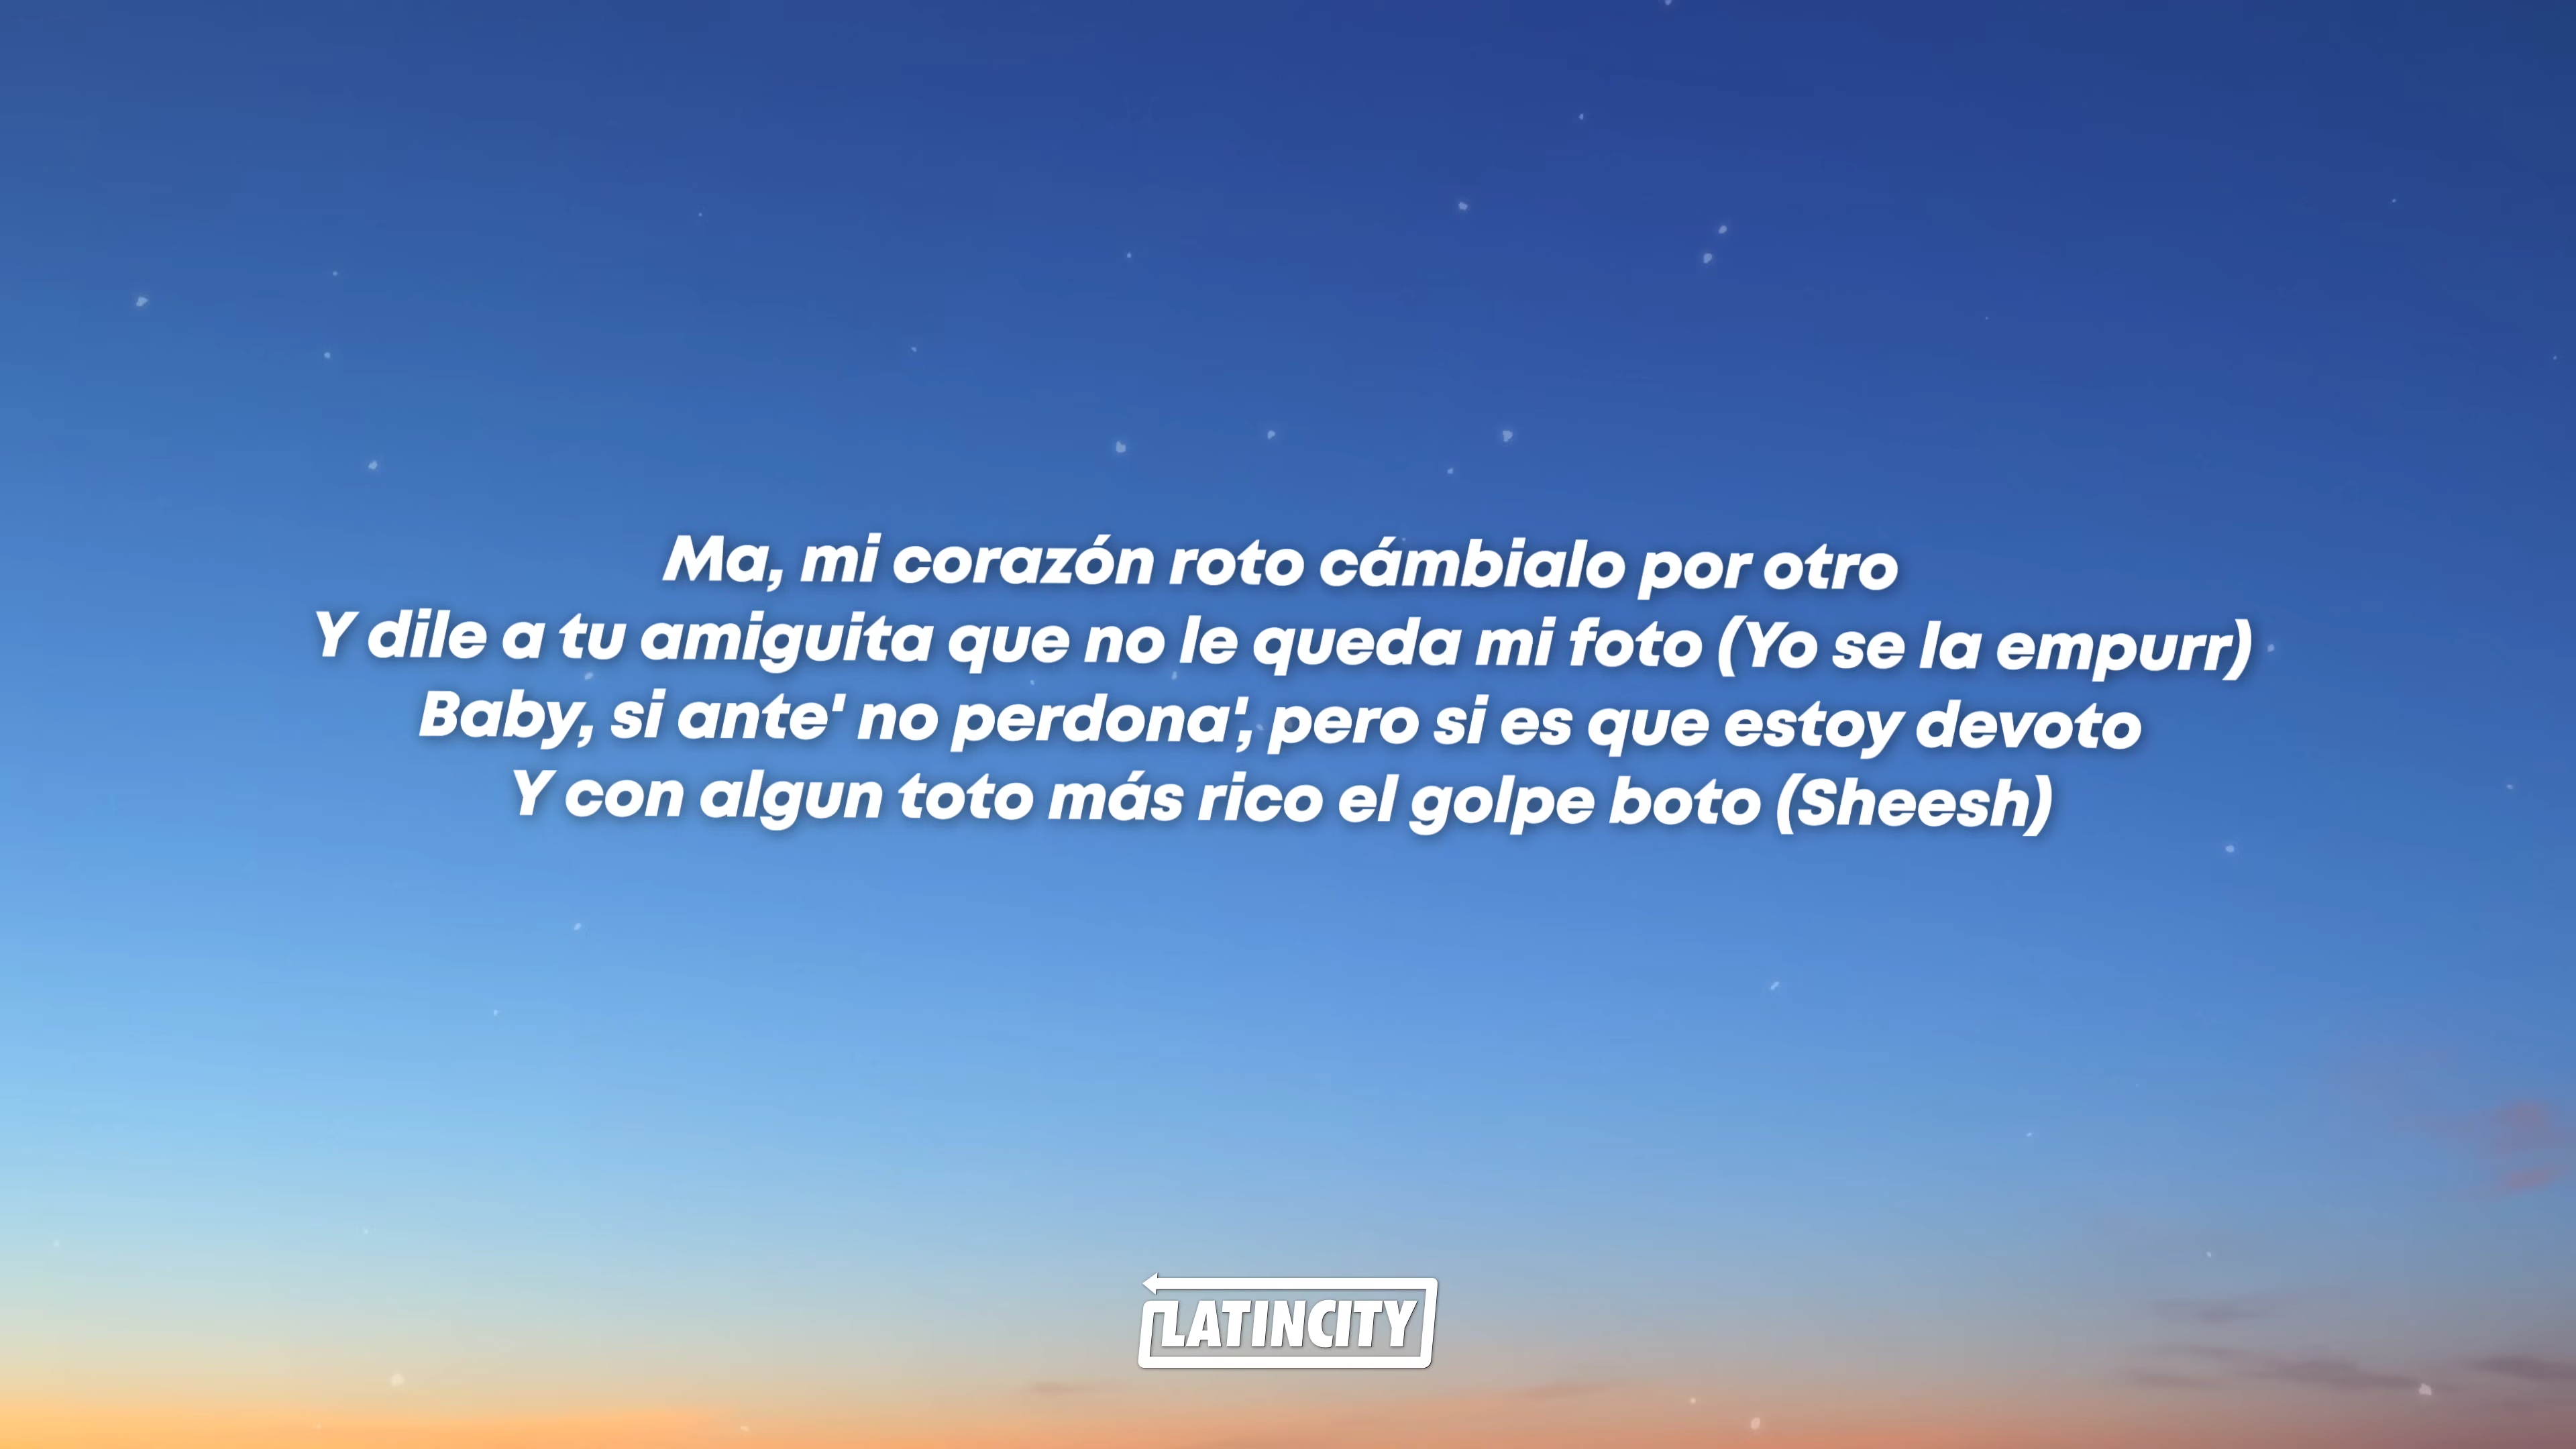 Ma, mi corazón roto cámbialo por otro
Y dile a tu amiguita que no le queda mi foto (Yo se la empurr)
Baby, si ante' no perdona', pero si es que estoy devoto
Y con algun toto más rico el golpe boto (Sheesh)
LATINCITY